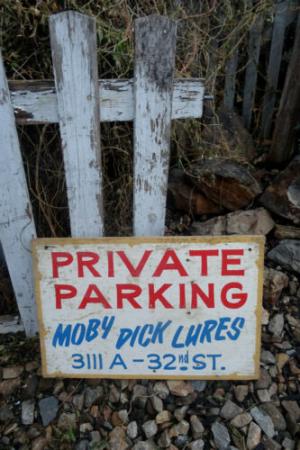 PRIVATE
PARKING
MOBY DICK LURES
3111 A - 32nd ST.